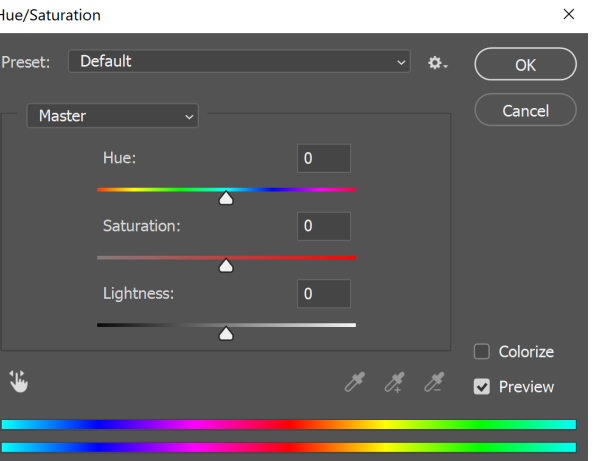 Hue/Saturation
Preset: Default
OK
Master
Cancel
Hue: 0
Saturation: 0
Lightness: 0
Colorize
Preview